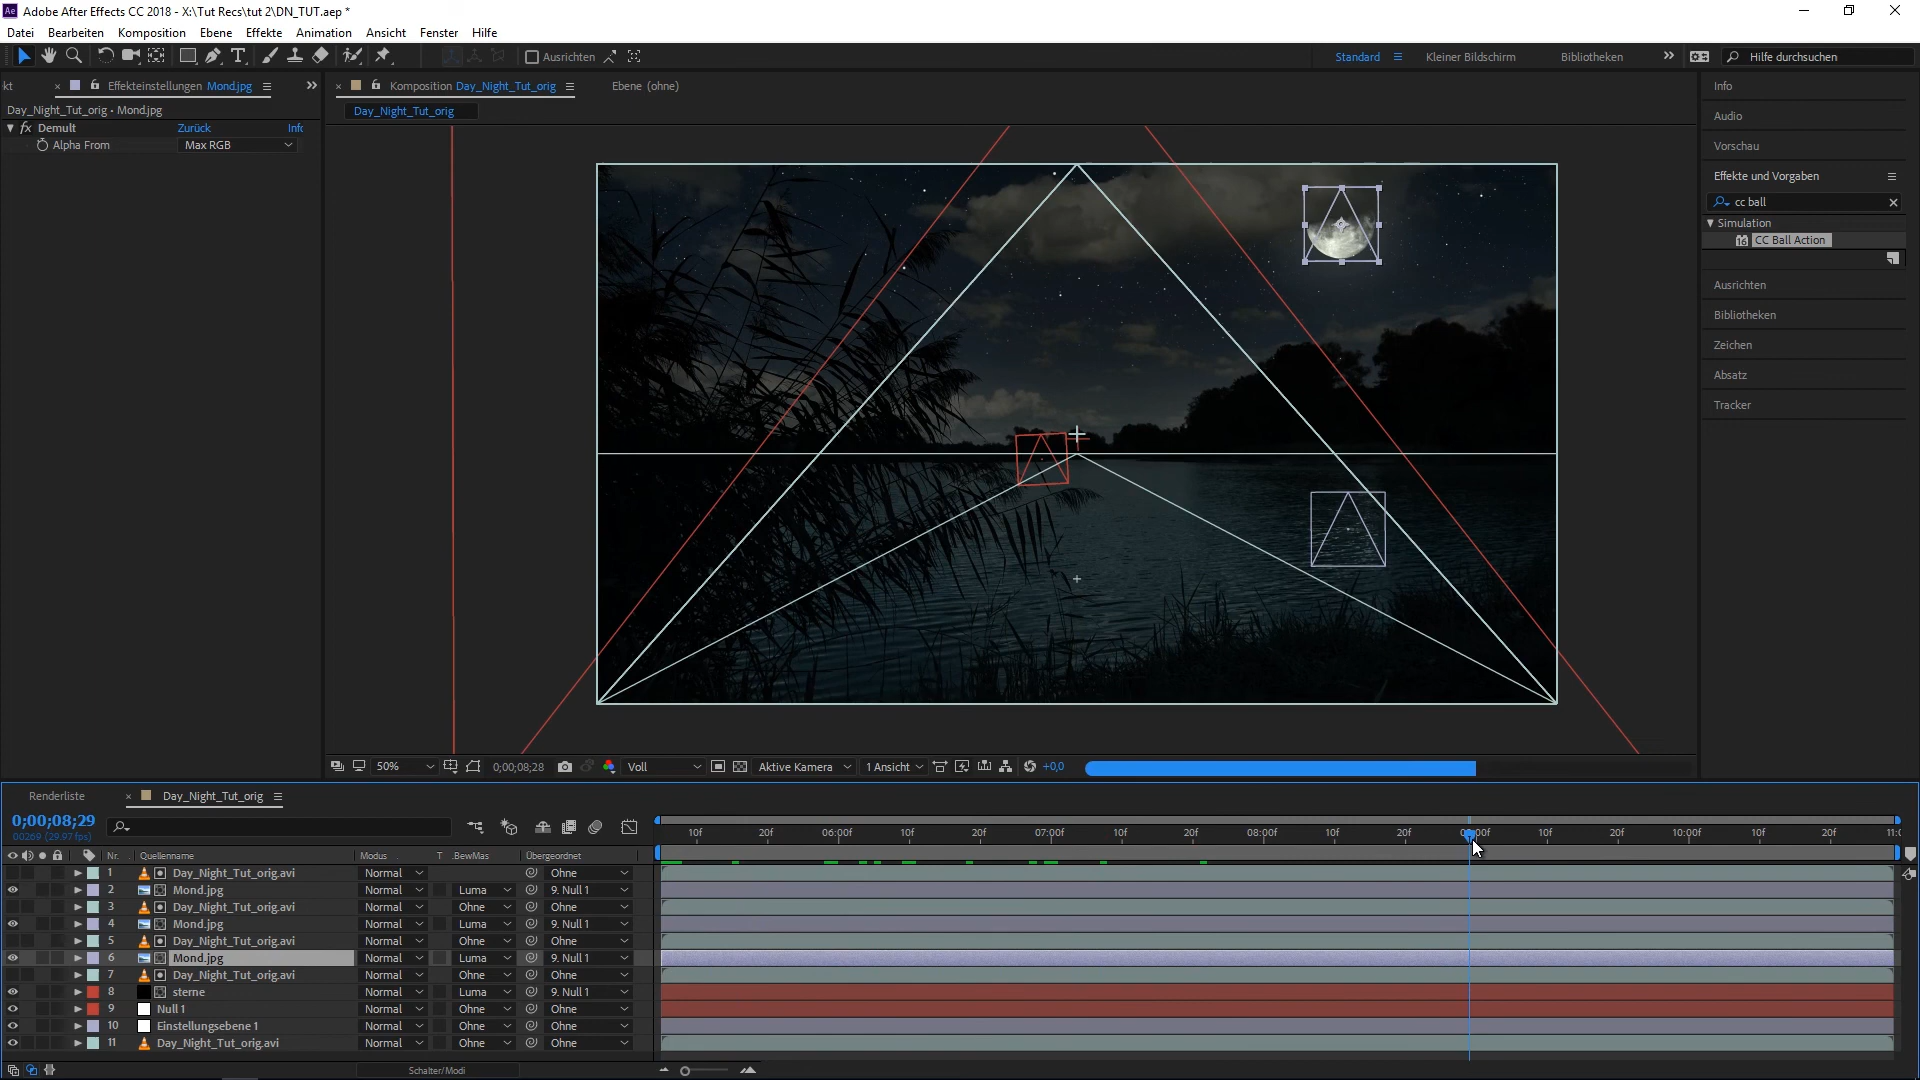 Adobe After Effects CC 2018 - X:\Tut Recs\tut 2\DN_TUT.aep *
Datei Bearbeiten Komposition Ebene Effekte Animation Ansicht Fenster Hilfe
Ausrichten
Standard Kleiner Bildschirm Bibliotheken Hilfe durchsuchen
kt Effekteinstellungen Mond.jpg
Komposition Day_Night_Tut_orig Ebene (ohne)
Day_Night_Tut_orig - Mond.jpg
Day_Night_Tut_orig
fx Demult Zurück Info
Alpha From Max RGB
Info
Audio
Vorschau
Effekte und Vorgaben
cc ball
Simulation
16 CC Ball Action
Ausrichten
Bibliotheken
Zeichen
Absatz
Tracker
50% 0;00;08;28 Voll Aktive Kamera 1 Ansicht +0,0
Renderliste Day_Night_Tut_orig
0;00;08;29
00269 (29.97 fps)
10f 20f 06:00f 10f 20f 07:00f 10f 20f 08:00f 10f 20f 10f 20f 10:00f 10f 20f
Nr. Quellenname Modus T .BewMas Übergeordnet
1 Day_Night_Tut_orig.avi Normal Ohne
2 Mond.jpg Normal Luma 9. Null 1
3 Day_Night_Tut_orig.avi Normal Ohne Ohne
4 Mond.jpg Normal Luma 9. Null 1
5 Day_Night_Tut_orig.avi Normal Ohne Ohne
6 Mond.jpg Normal Luma 9. Null 1
7 Day_Night_Tut_orig.avi Normal Ohne Ohne
8 sterne Normal Luma 9. Null 1
9 Null 1 Normal Ohne Ohne
10 Einstellungsebene 1 Normal Ohne Ohne
11 Day_Night_Tut_orig.avi Normal Ohne Ohne
Schalter/Modi